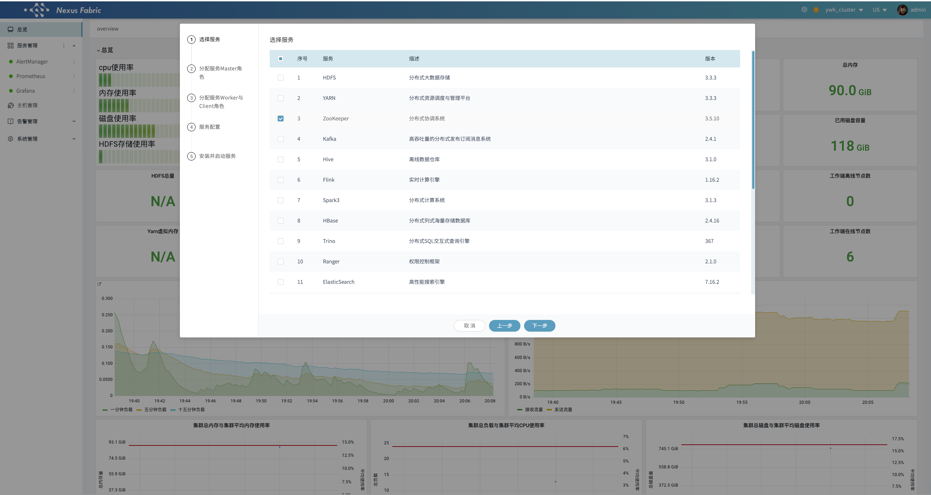 Nexus Fabric
ywk_cluster
US
admin
总览
服务管理
AlertManager
Prometheus
Grafana
主机管理
告警管理
系统管理
OVERVIEW
总览
cpu使用率
内存使用率
磁盘使用率
HDFS存储使用率
HDFS总量
N/A
Yarn虚拟内存
N/A
总内存
90.0 GiB
已用磁盘容量
118 GiB
工作端离线节点数
0
工作端在线节点数
6
1 选择服务
2 分配服务Master角
色
3 分配服务Worker与
Client角色
4 服务配置
5 安装并启动服务
选择服务
序号 服务 描述 版本
1 HDFS 分布式大数据存储 3.3.3
2 YARN 分布式资源调度与管理平台 3.3.3
3 ZooKeeper 分布式协调系统 3.5.10
4 Kafka 高吞吐量的分布式发布订阅消息系统 2.4.1
5 Hive 离线数据仓库 3.1.0
6 Flink 实时计算引擎 1.16.2
7 Spark3 分布式计算系统 3.1.3
8 HBase 分布式列式海量存储数据库 2.4.16
9 Trino 分布式SQL交互式查询引擎 367
10 Ranger 权限控制框架 2.1.0
11 ElasticSearch 高性能搜索引擎 7.16.2
取 消 上一步 下一步
0.300
0.250
0.200
0.150
0.100
0.0500
0
19:40 19:42 19:44 19:46 19:48 19:50 19:52 19:54 19:56 19:58 20:00 20:02 20:04 20:06 20:08
一分钟负载 五分钟负载 十五分钟负载
800 B/s
600 B/s
400 B/s
200 B/s
0 B/s
19:40 19:45 19:50 19:55 20:00 20:05
接收流量 发送流量
集群总内存与集群平均内存使用率
93.1 GiB
74.5 GiB
55.9 GiB
37.3 GiB
15.0%
12.5%
10.0%
7.5%
集群总负载与集群平均CPU使用率
25
20
15
10
7%
6%
5%
4%
3%
集群总磁盘与集群平均磁盘使用率
745.1 GiB
558.8 GiB
372.5 GiB
17.5%
15.0%
12.5%
10.0%
7.5%